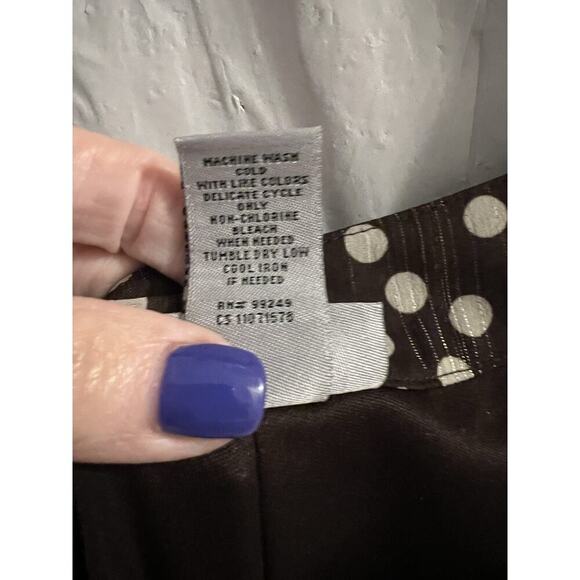 MACHINE WASH
COLD
WITH LIKE COLORS
DELICATE CYCLE
ONLY
NON-CHLORINE
BLEACH
WHEN NEEDED
TUMBLE DRY LOW
COOL IRON
IF NEEDED
RN# 99249
CS 11071578